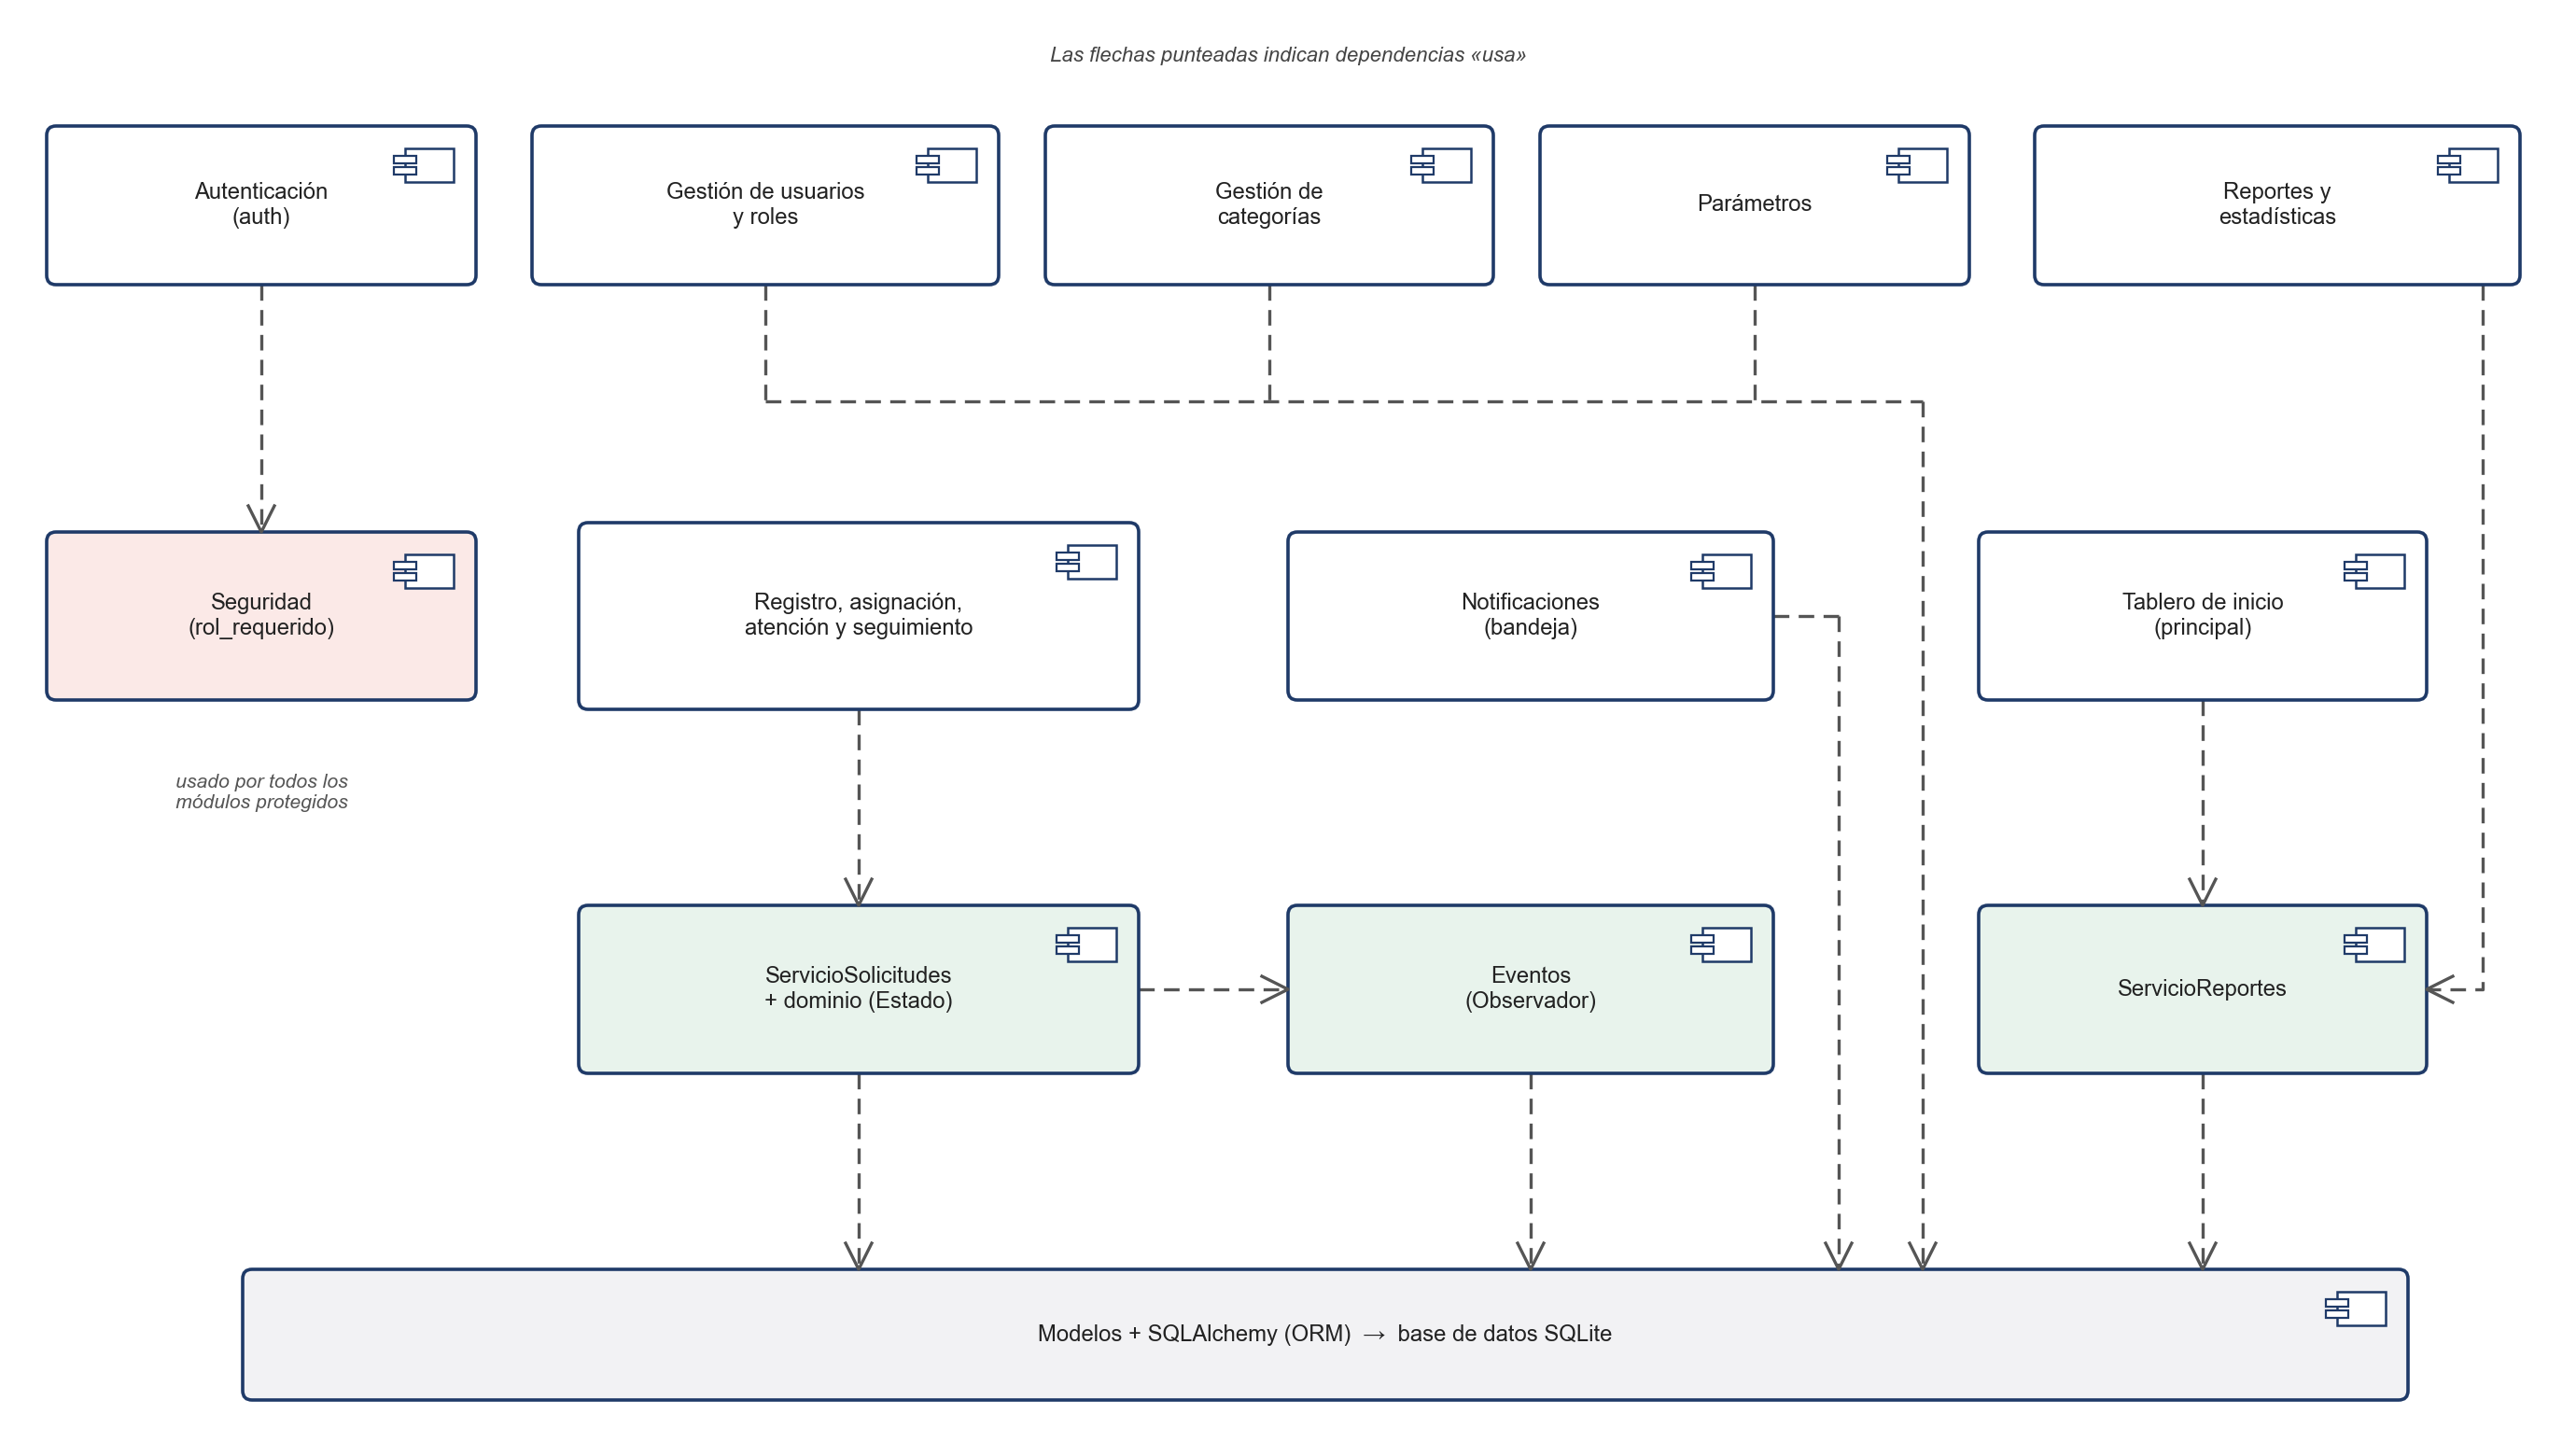 Las flechas punteadas indican dependencias «usa»
Autenticación
(auth)
Gestión de usuarios
y roles
Gestión de
categorías
Parámetros
Reportes y
estadísticas
Seguridad
(rol_requerido)
Registro, asignación,
atención y seguimiento
Notificaciones
(bandeja)
Tablero de inicio
(principal)
usado por todos los
módulos protegidos
ServicioSolicitudes
+ dominio (Estado)
Eventos
(Observador)
ServicioReportes
Modelos + SQLAlchemy (ORM) → base de datos SQLite